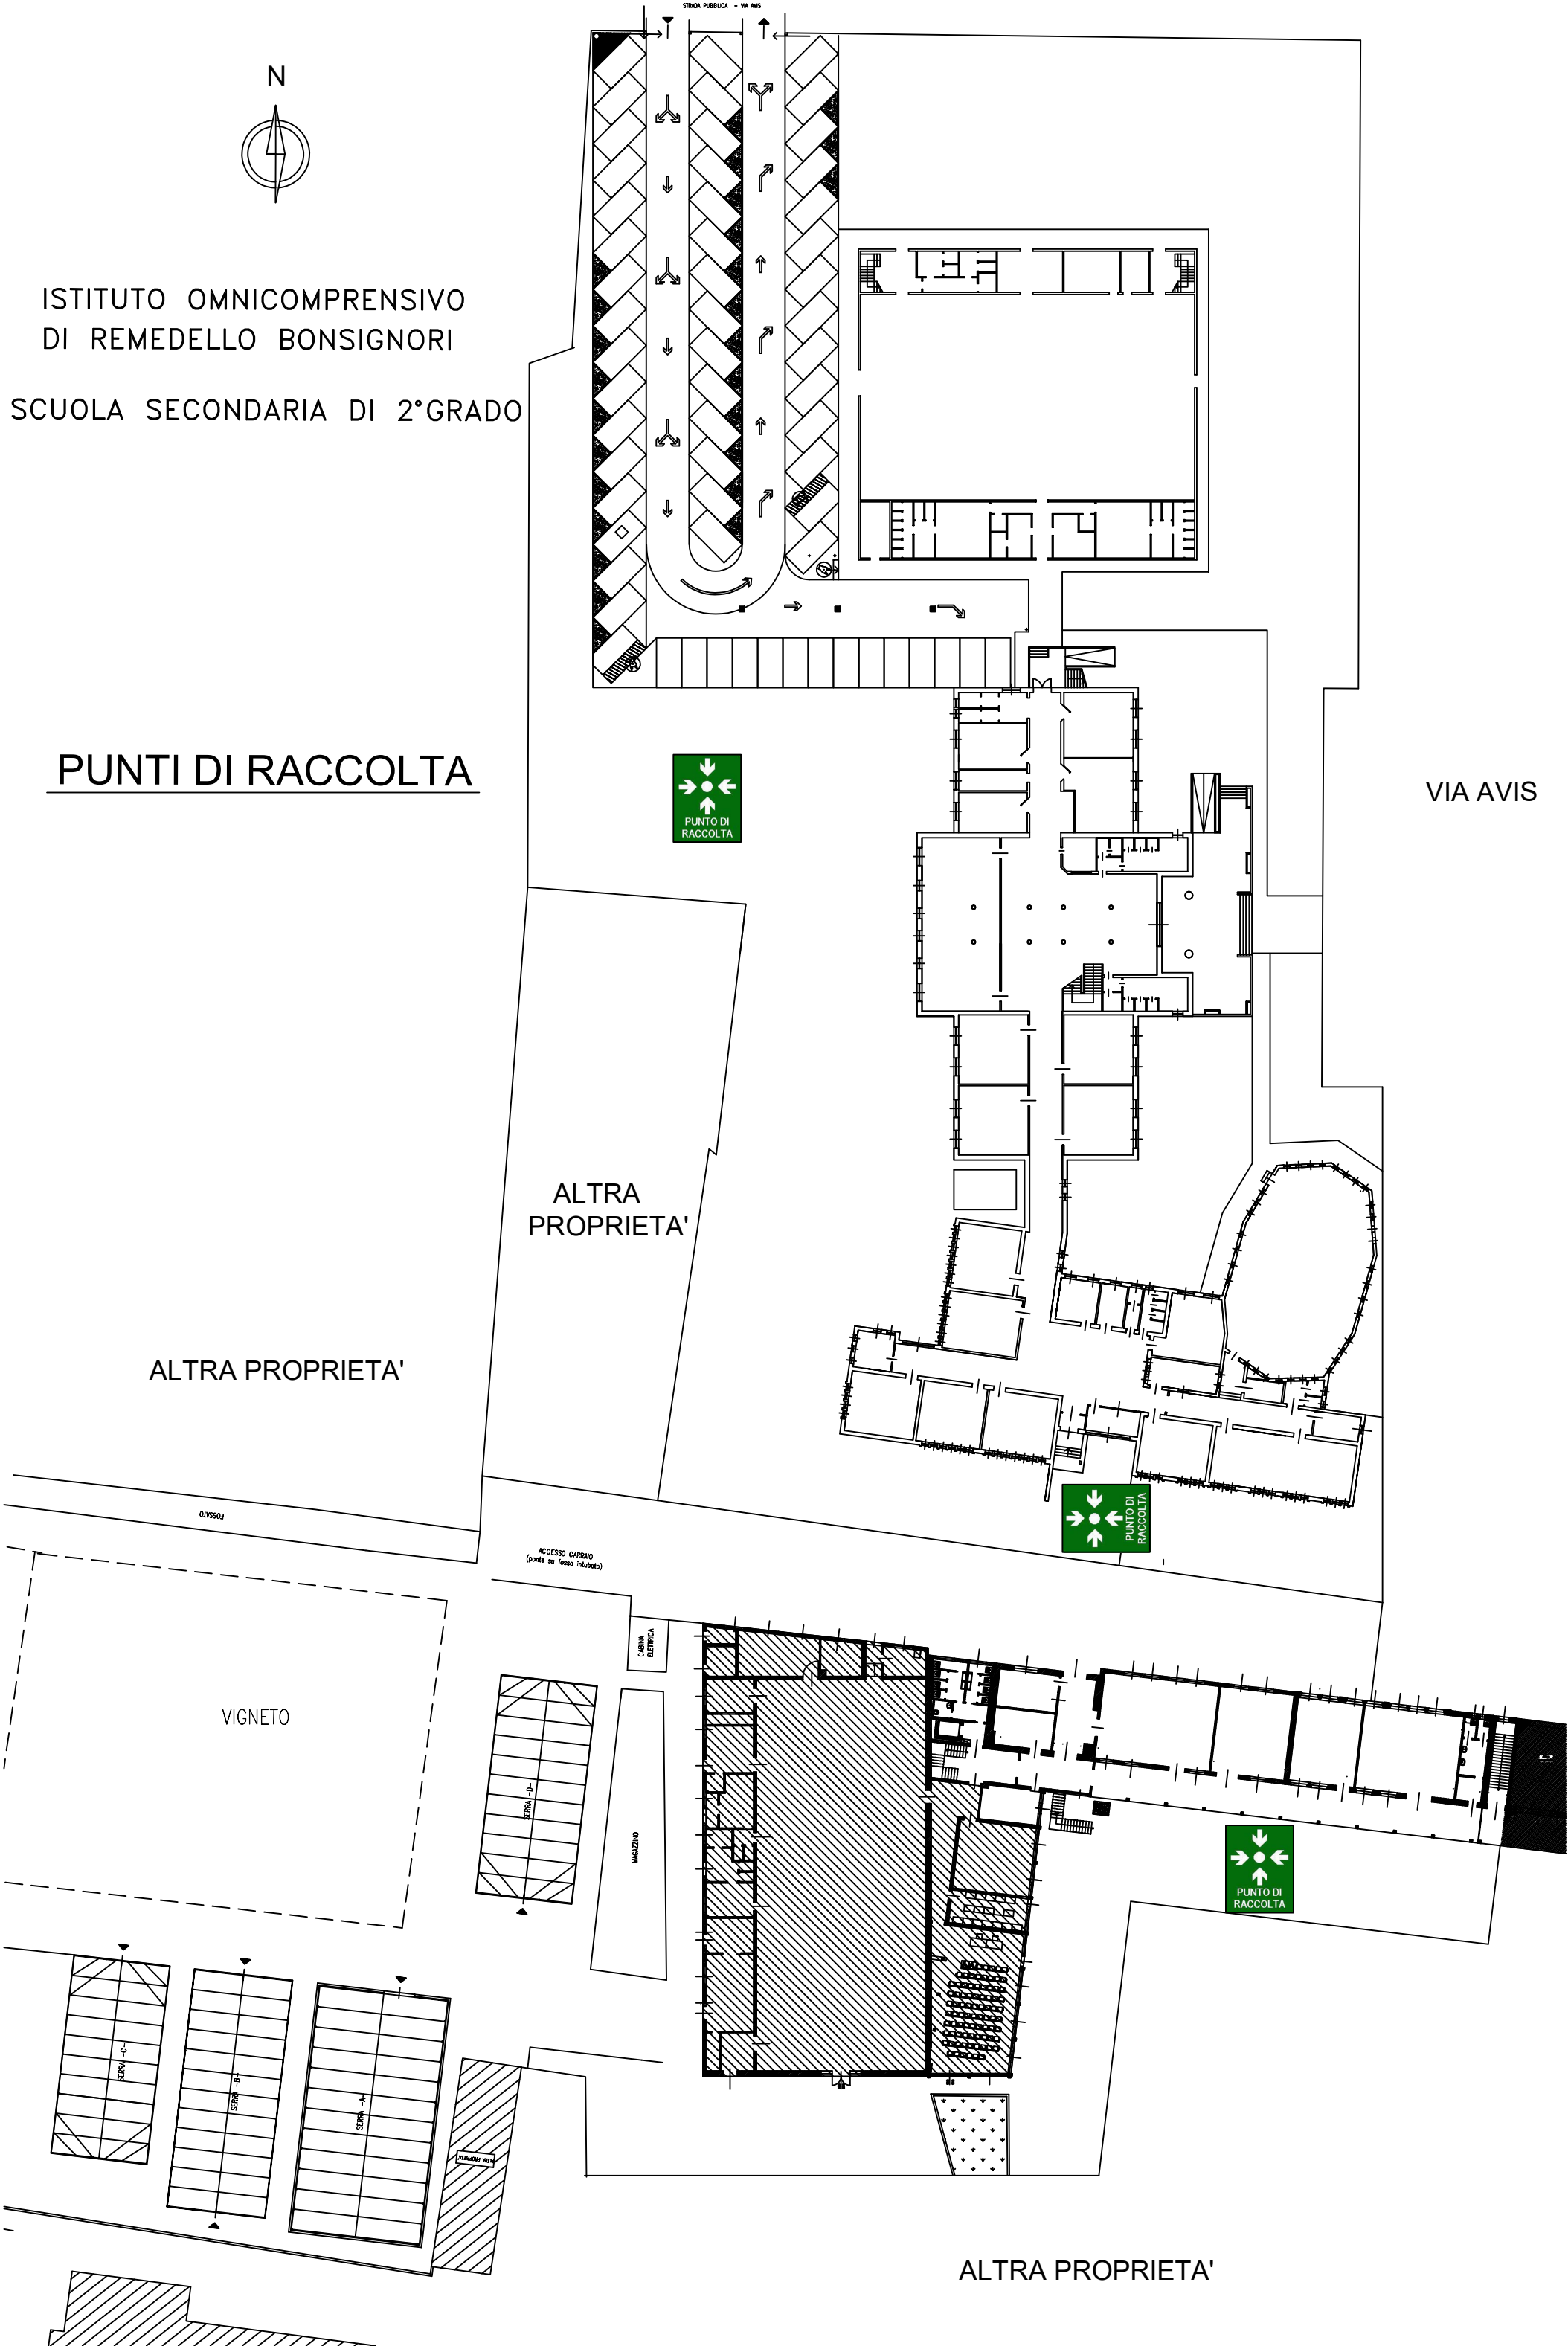 STRADA PUBBLICA - VIA AVIS
N
ISTITUTO OMNICOMPRENSIVO
DI REMEDELLO BONSIGNORI
SCUOLA SECONDARIA DI 2°GRADO
PUNTI DI RACCOLTA
PUNTO DI
RACCOLTA
VIA AVIS
ALTRA
PROPRIETA'
ALTRA PROPRIETA'
FOSSATO
ACCESSO CARRAIO
(ponte su fosso intubato)
PUNTO DI
RACCOLTA
CABINA
ELETTRICA
VIGNETO
SERRA -D-
MAGAZZINO
PUNTO DI
RACCOLTA
SERRA -C-
SERRA -B-
SERRA -A-
ALTRA PROPRIETA'
ALTRA PROPRIETA'